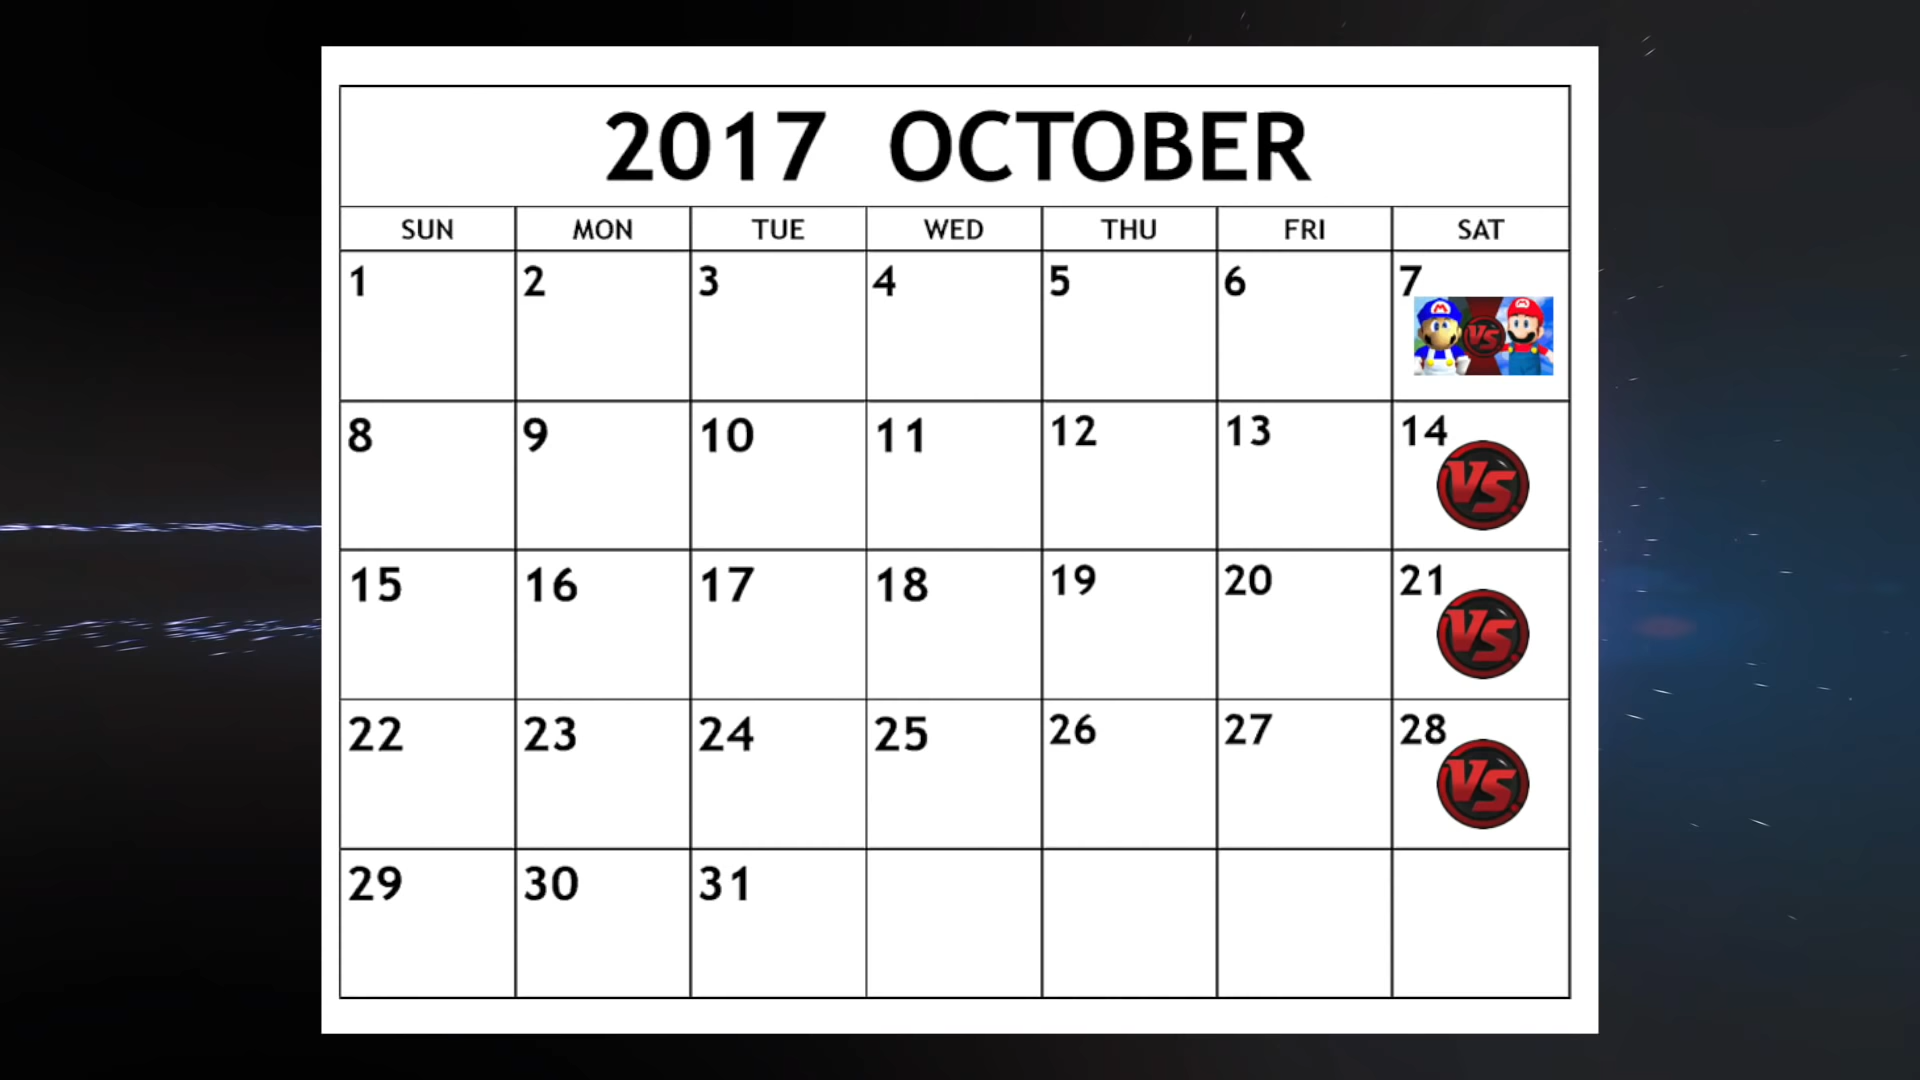 2017 OCTOBER
SUN MON TUE WED THU FRI SAT
1 2 3 4 5 6 7
M VS M
8 9 10 11 12 13 14
VS
15 16 17 18 19 20 21
VS
22 23 24 25 26 27 28
VS
29 30 31